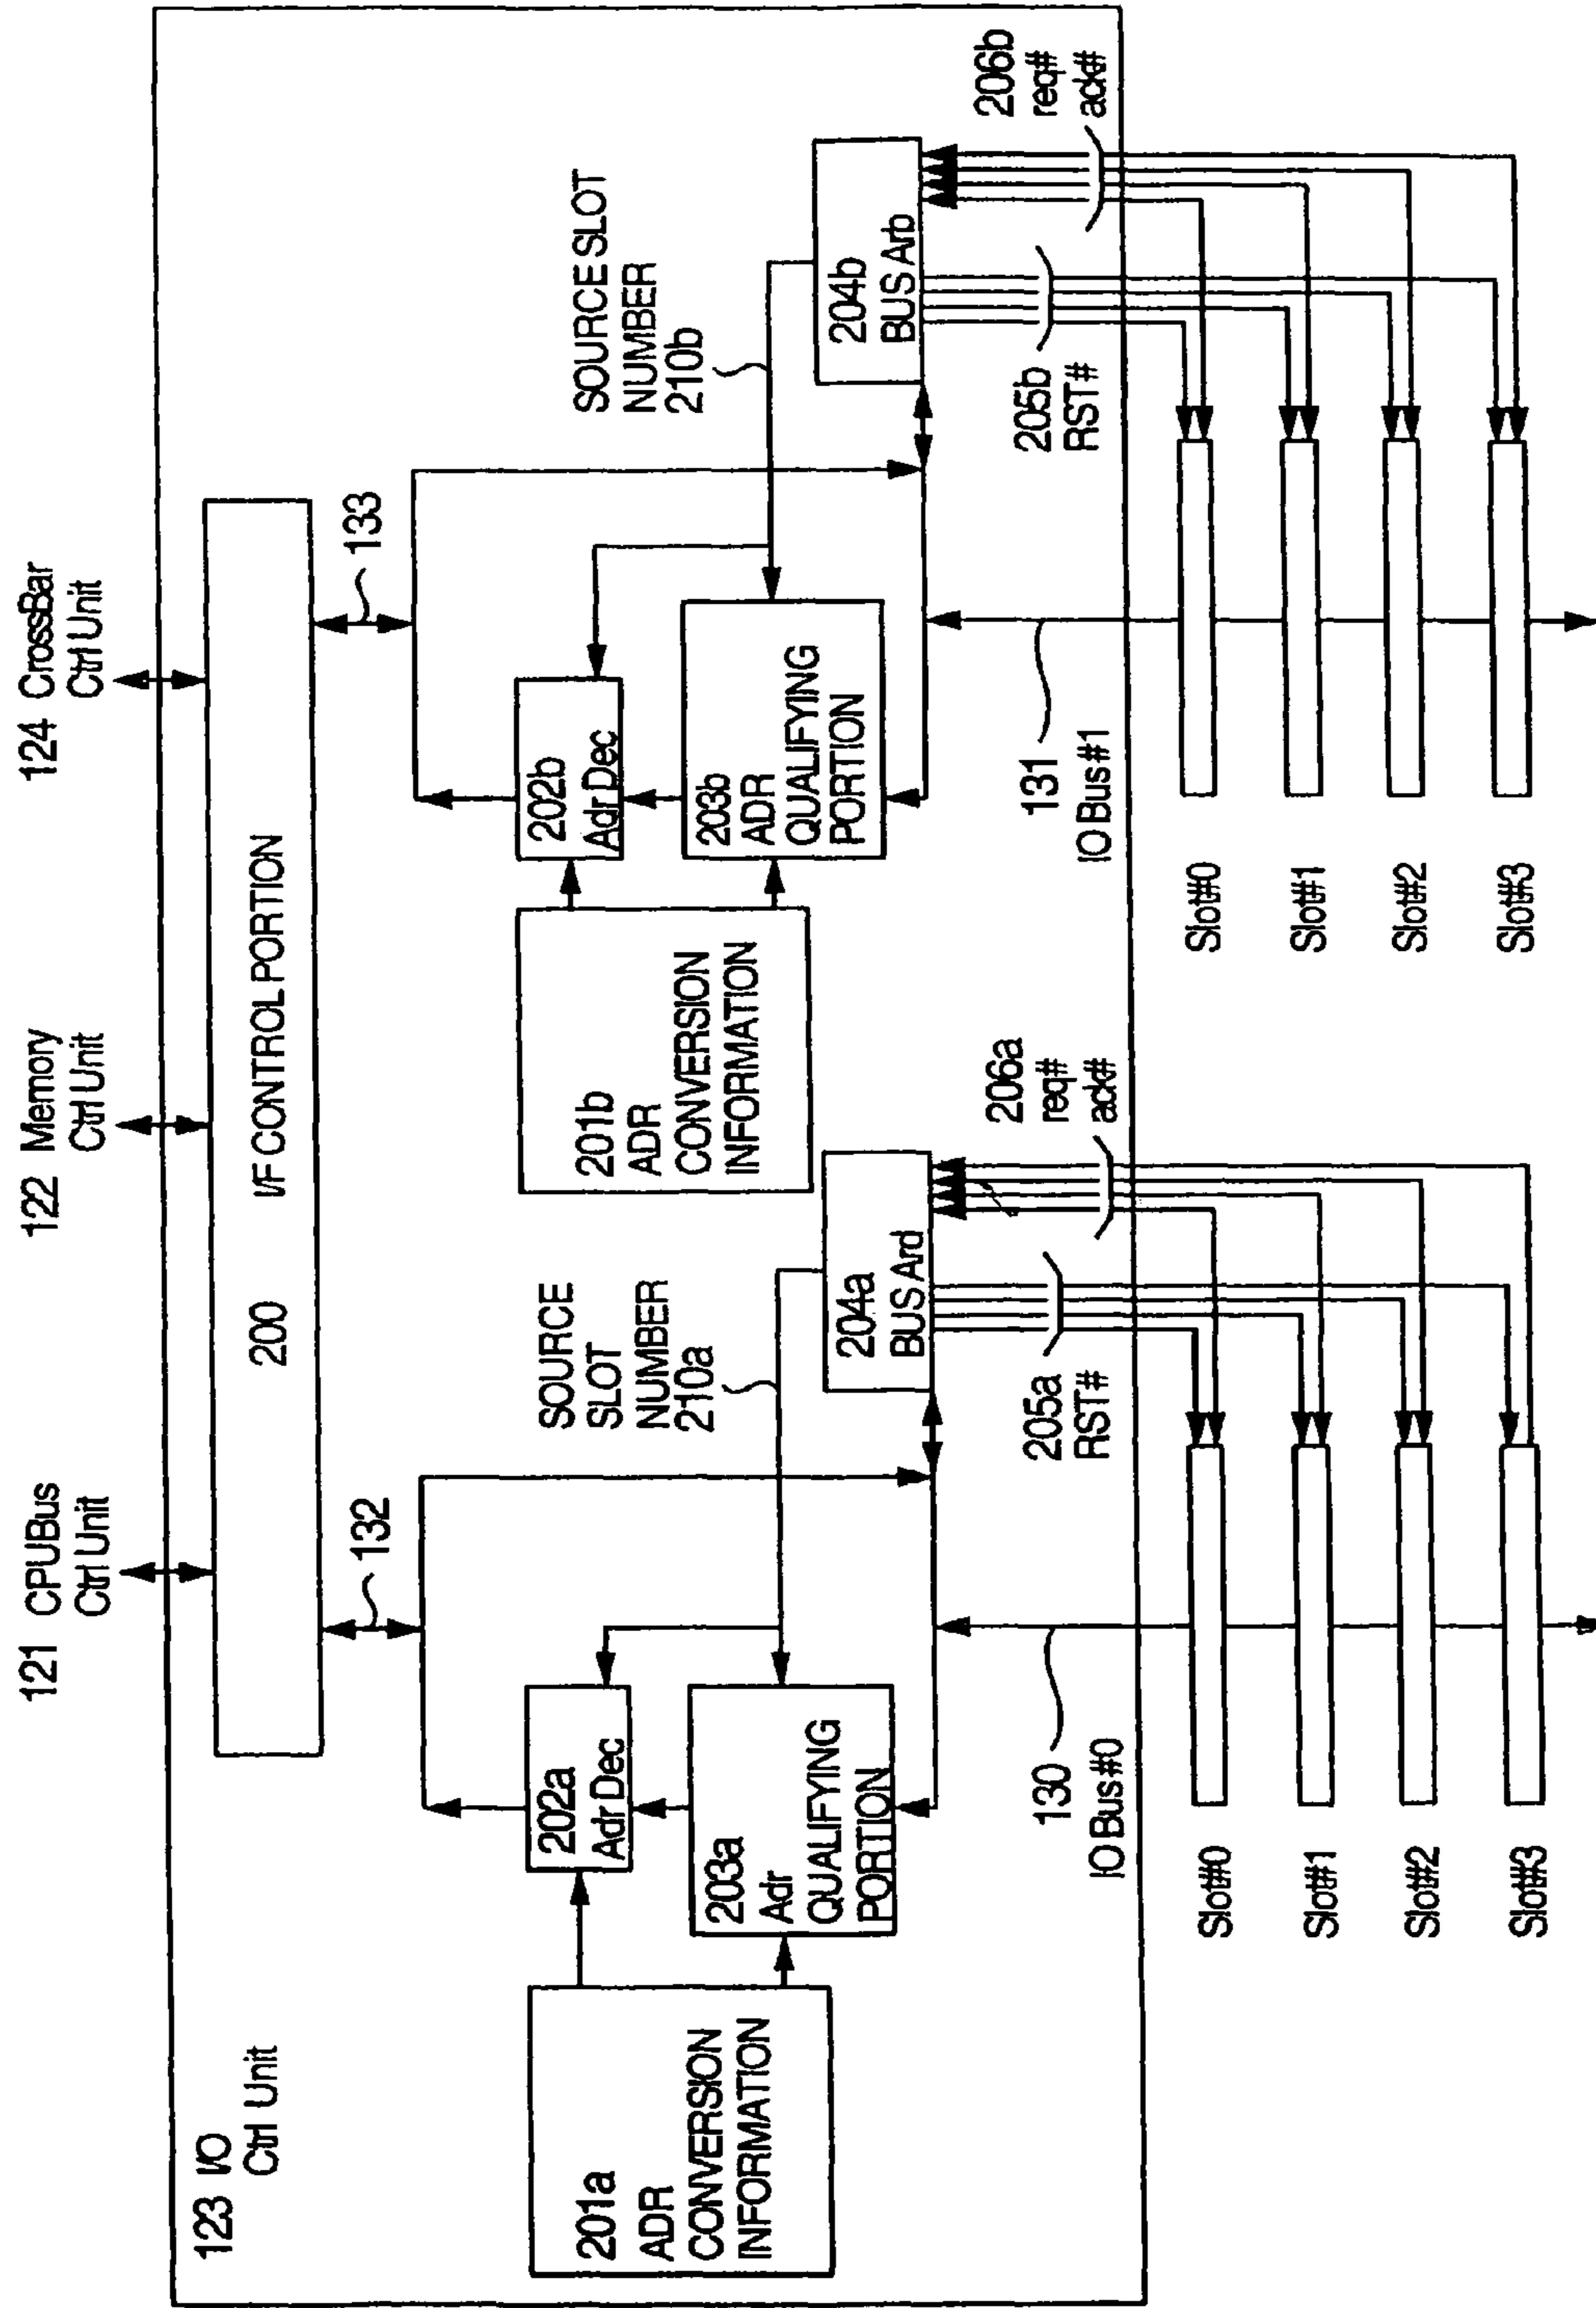 121 CPUBus
Ctrl Unit
122 Memory
Ctrl Unit
124 CrossBar
Ctrl Unit
123 I/O
Ctrl Unit
200 I/F CONTROL PORTION
132
133
201a
ADR
CONVERSION
INFORMATION
202a
Adr Dec
203a
Adr
QUALIFYING
PORTION
SOURCE
SLOT
NUMBER
210a
204a
BUS Ard
205a
RST#
206a
req#
ack#
130
IO Bus#0
Slot#0
Slot#1
Slot#2
Slot#3
201b
ADR
CONVERSION
INFORMATION
202b
Adr Dec
203b
ADR
QUALIFYING
PORTION
SOURCE SLOT
NUMBER
210b
204b
BUS Arb
205b
RST#
206b
req#
ack#
131
IO Bus#1
Slot#0
Slot#1
Slot#2
Slot#3